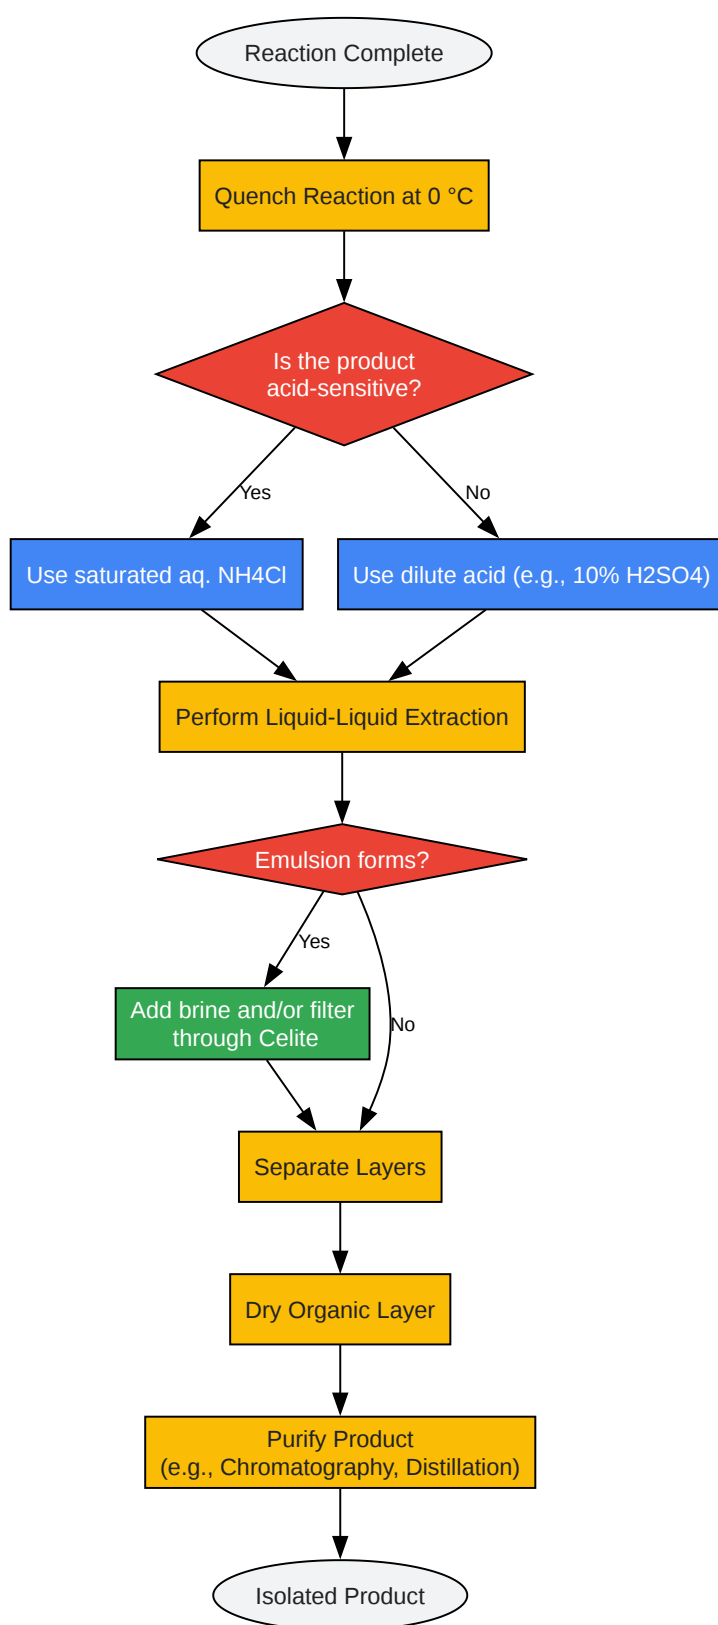 Reaction Complete
Quench Reaction at 0 °C
Is the product
acid-sensitive?
Yes
No
Use saturated aq. NH4Cl
Use dilute acid (e.g., 10% H2SO4)
Perform Liquid-Liquid Extraction
Emulsion forms?
Yes
Add brine and/or filter
through Celite
No
Separate Layers
Dry Organic Layer
Purify Product
(e.g., Chromatography, Distillation)
Isolated Product